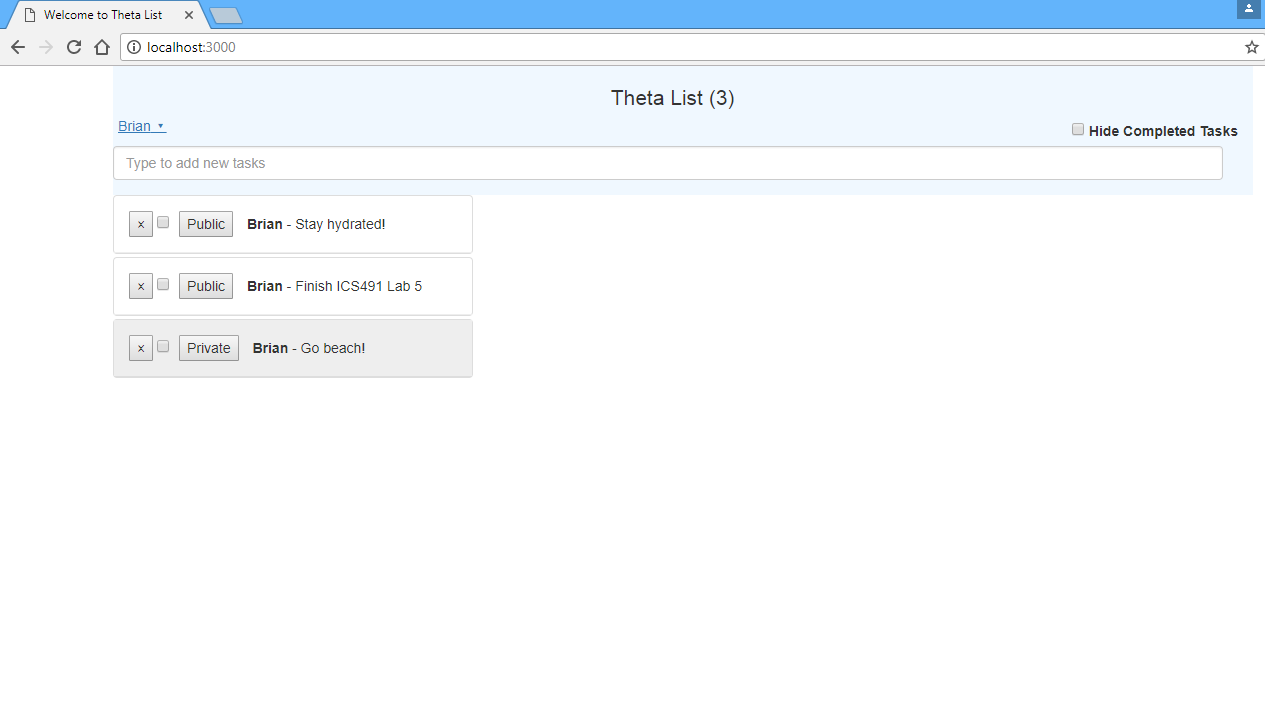 Welcome to Theta List
localhost:3000
Theta List (3)
Brian
Hide Completed Tasks
Type to add new tasks
x Public Brian - Stay hydrated!
x Public Brian - Finish ICS491 Lab 5
x Private Brian - Go beach!